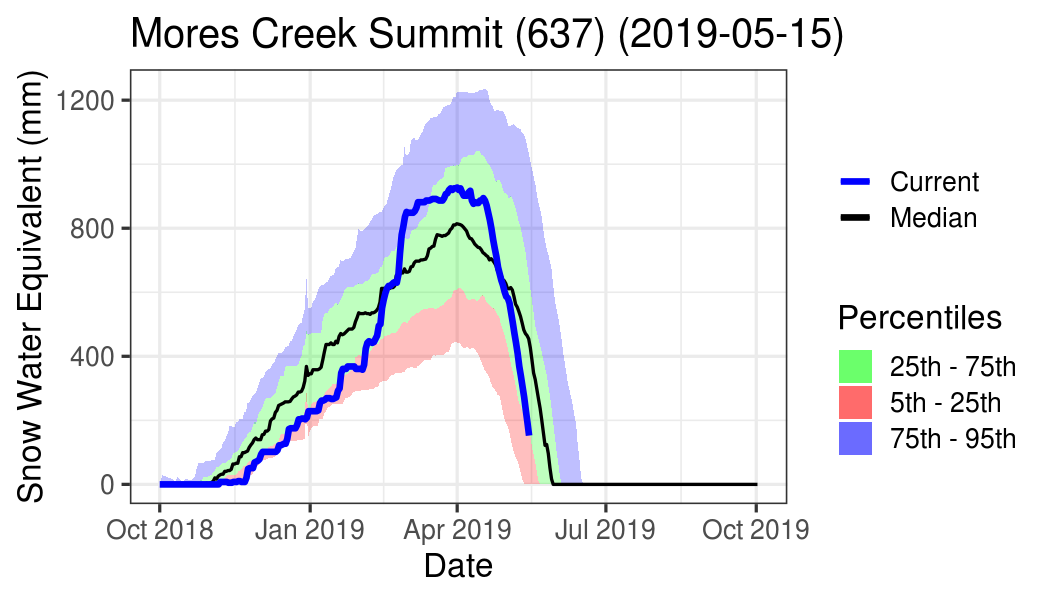 Mores Creek Summit (637) (2019-05-15)
Snow Water Equivalent (mm)
1200
800
400
0
Oct 2018
Jan 2019
Apr 2019
Jul 2019
Oct 2019
Date
Current
Median
Percentiles
25th - 75th
5th - 25th
75th - 95th